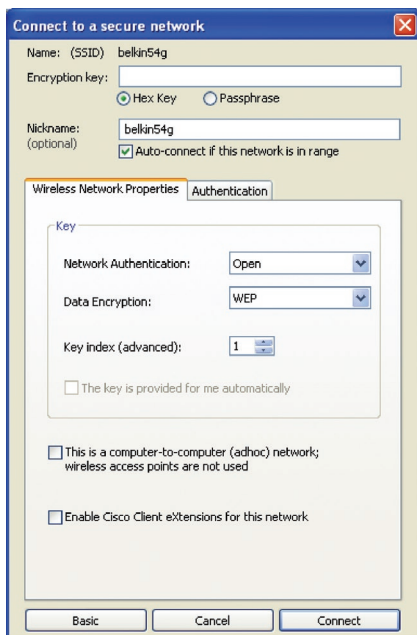 Connect to a secure network
Name: (SSID) belkin54g
Encryption key:
Hex Key Passphrase
Nickname: belkin54g
(optional)
Auto-connect if this network is in range
Wireless Network Properties Authentication
Key
Network Authentication: Open
Data Encryption: WEP
Key index (advanced): 1
The key is provided for me automatically
This is a computer-to-computer (adhoc) network;
wireless access points are not used
Enable Cisco Client eXtensions for this network
Basic Cancel Connect